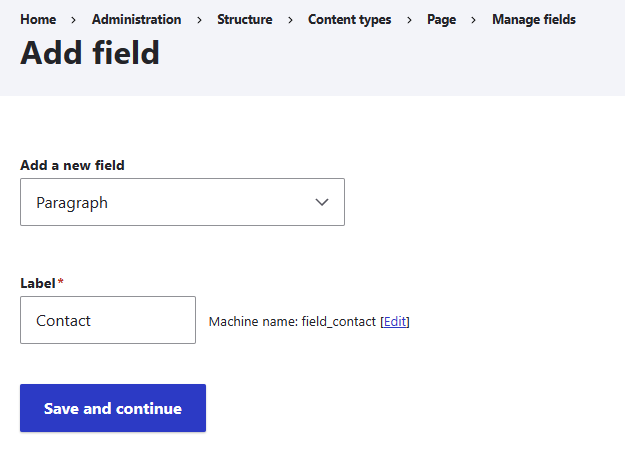 Home > Administration > Structure > Content types > Page > Manage fields
Add field
Add a new field
Paragraph
Label*
Contact Machine name: field_contact [Edit]
Save and continue